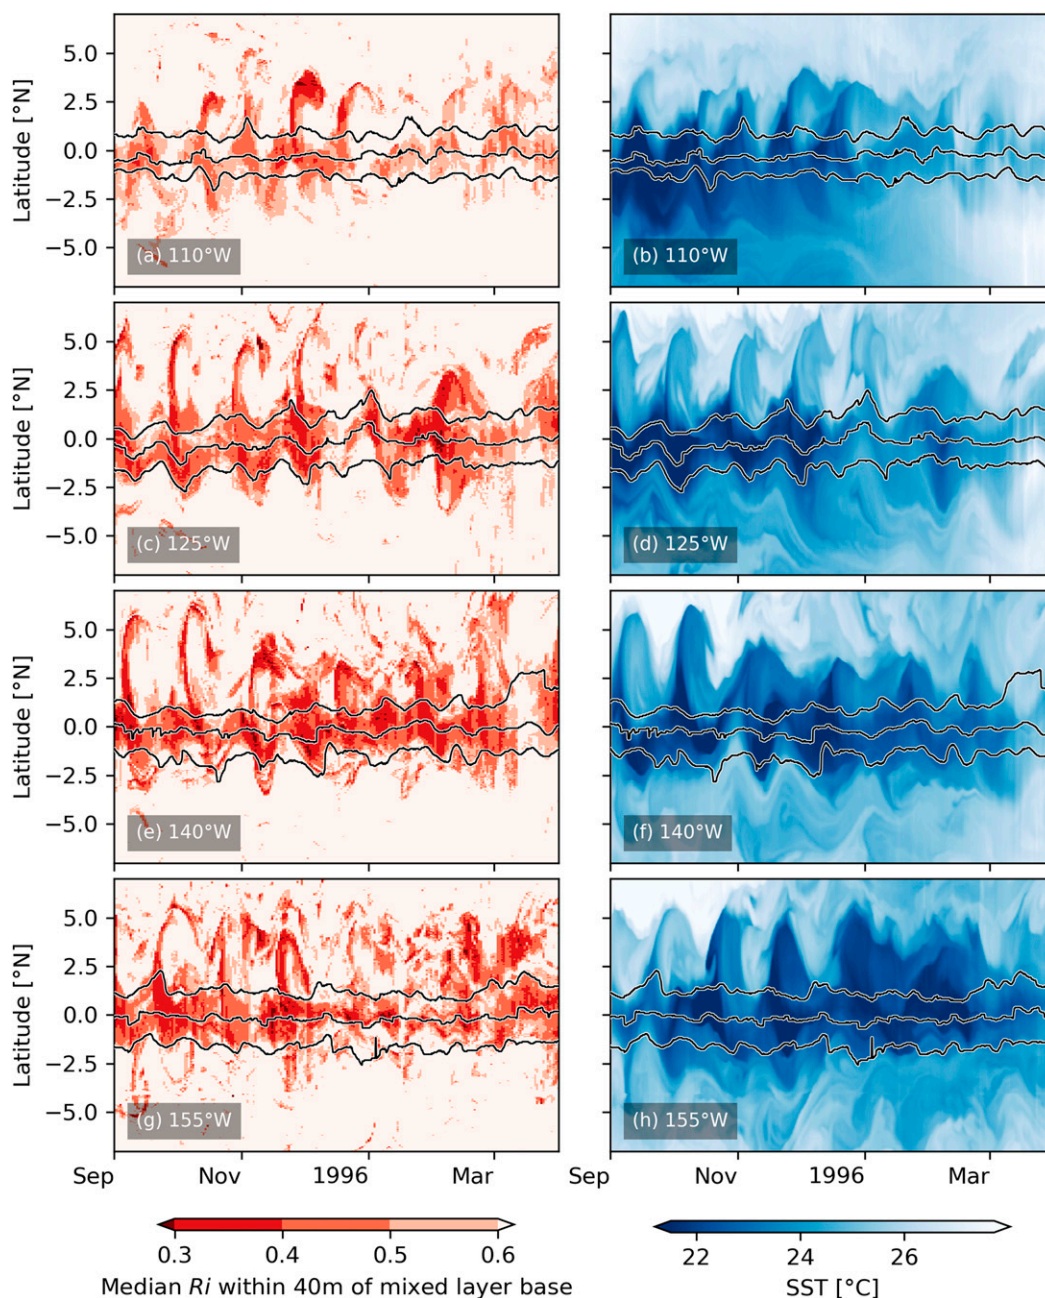 Latitude [°N]
5.0
2.5
0.0
−2.5
−5.0
(a) 110°W
(b) 110°W
Latitude [°N]
5.0
2.5
0.0
−2.5
−5.0
(c) 125°W
(d) 125°W
Latitude [°N]
5.0
2.5
0.0
−2.5
−5.0
(e) 140°W
(f) 140°W
Latitude [°N]
5.0
2.5
0.0
−2.5
−5.0
(g) 155°W
(h) 155°W
Sep Nov 1996 Mar
Sep Nov 1996 Mar
0.3 0.4 0.5 0.6
Median Ri within 40m of mixed layer base
22 24 26
SST [°C]